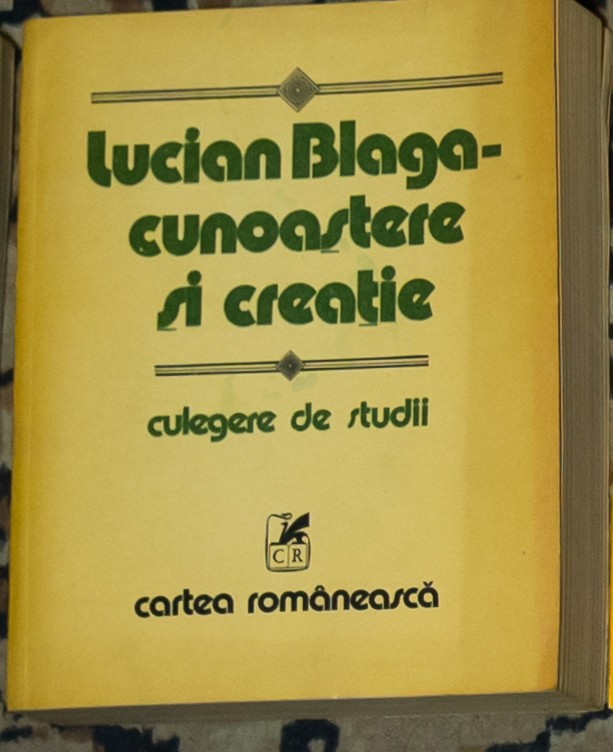 Lucian Blaga-
cunoaștere
și creație
culegere de studii
CR
cartea românească